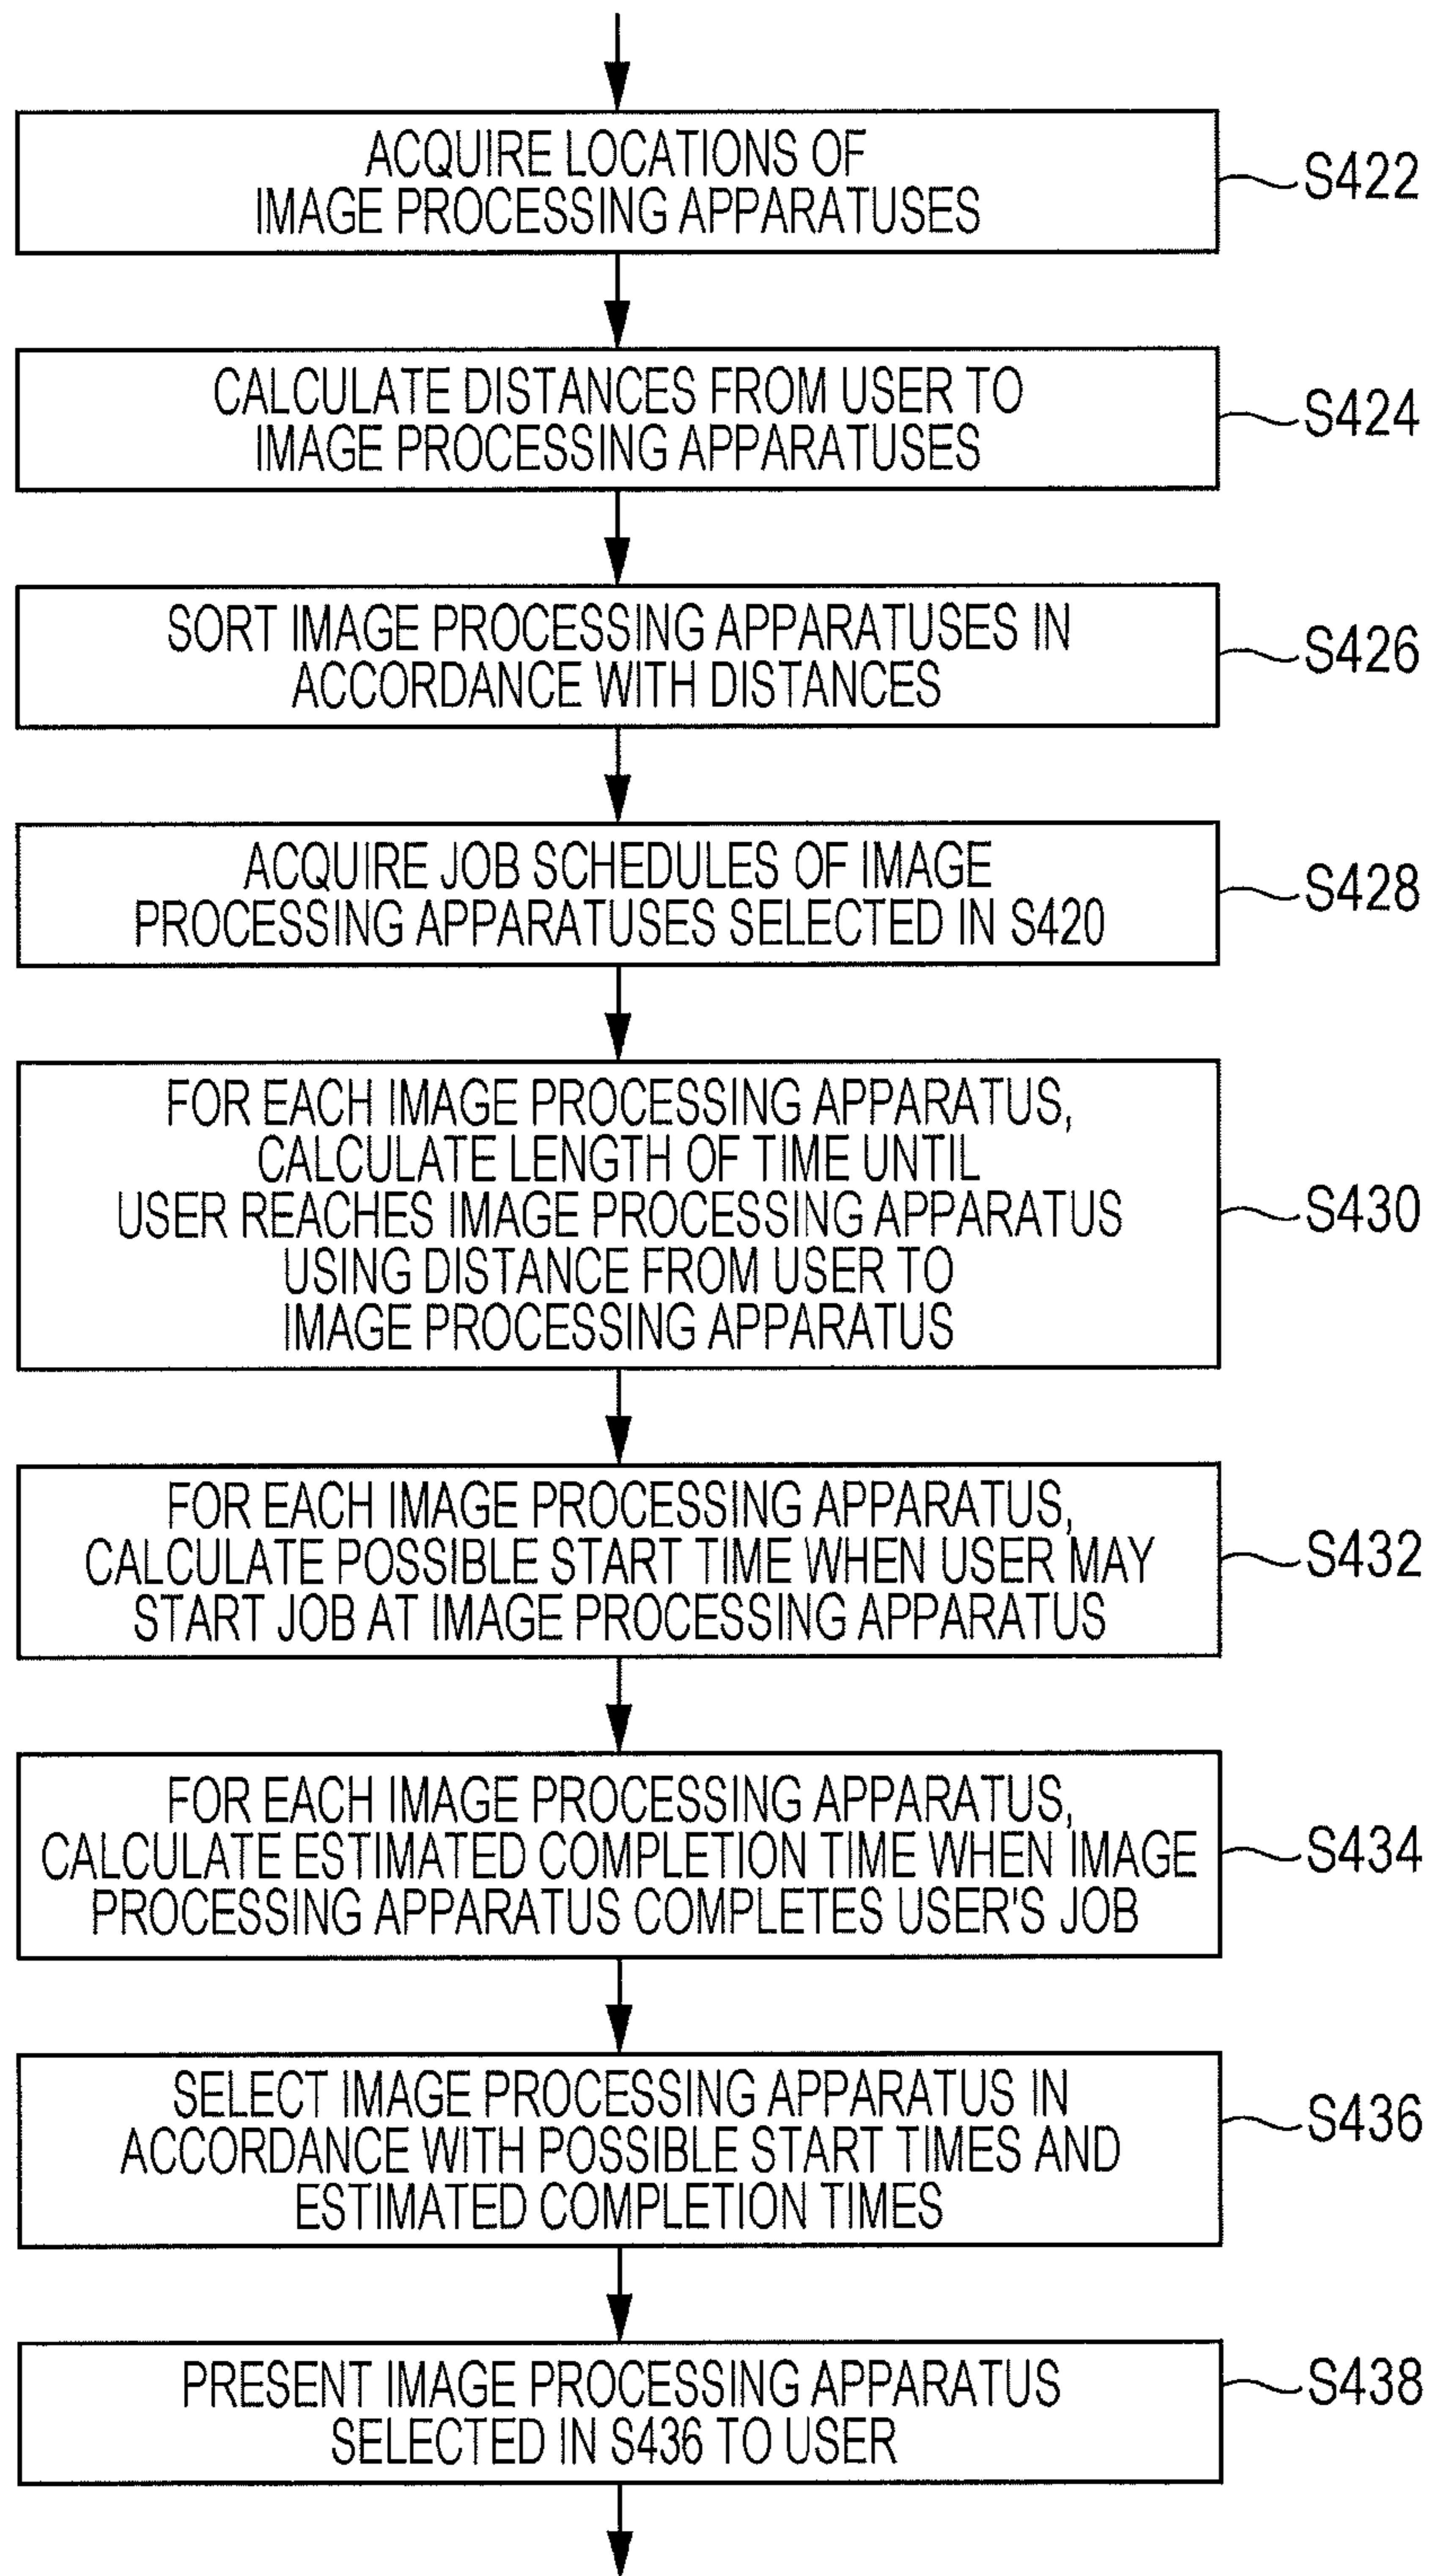 ACQUIRE LOCATIONS OF
IMAGE PROCESSING APPARATUSES
S422
CALCULATE DISTANCES FROM USER TO
IMAGE PROCESSING APPARATUSES
S424
SORT IMAGE PROCESSING APPARATUSES IN
ACCORDANCE WITH DISTANCES
S426
ACQUIRE JOB SCHEDULES OF IMAGE
PROCESSING APPARATUSES SELECTED IN S420
S428
FOR EACH IMAGE PROCESSING APPARATUS,
CALCULATE LENGTH OF TIME UNTIL
USER REACHES IMAGE PROCESSING APPARATUS
USING DISTANCE FROM USER TO
IMAGE PROCESSING APPARATUS
S430
FOR EACH IMAGE PROCESSING APPARATUS,
CALCULATE POSSIBLE START TIME WHEN USER MAY
START JOB AT IMAGE PROCESSING APPARATUS
S432
FOR EACH IMAGE PROCESSING APPARATUS,
CALCULATE ESTIMATED COMPLETION TIME WHEN IMAGE
PROCESSING APPARATUS COMPLETES USER'S JOB
S434
SELECT IMAGE PROCESSING APPARATUS IN
ACCORDANCE WITH POSSIBLE START TIMES AND
ESTIMATED COMPLETION TIMES
S436
PRESENT IMAGE PROCESSING APPARATUS
SELECTED IN S436 TO USER
S438